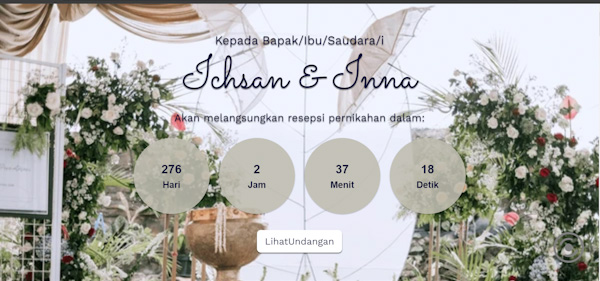 Kepada Bapak/Ibu/Saudara/i
Ichsan & Inna
Akan melangsungkan resepsi pernikahan dalam:
276 2 37 18
Hari Jam Menit Detik
LihatUndangan